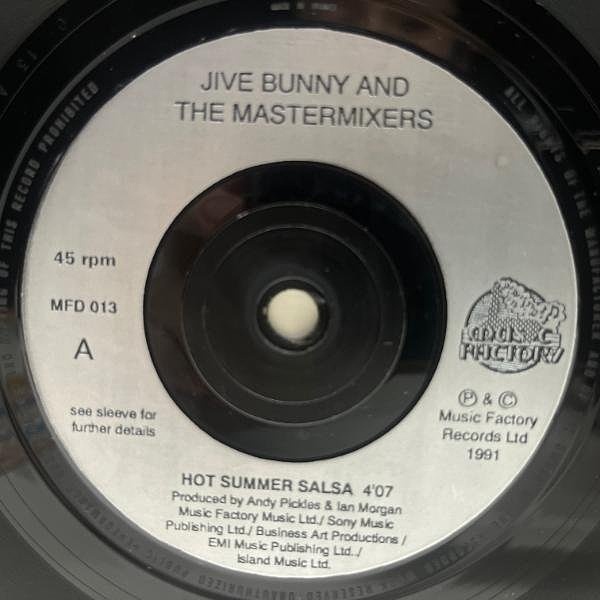 JIVE BUNNY AND
THE MASTERMIXERS
45 rpm
MFD 013
A
see sleeve for
further details
MUSIC
FACTORY
Ⓟ & ©
Music Factory
Records Ltd
1991
HOT SUMMER SALSA 4'07
Produced by Andy Pickles & Ian Morgan
Music Factory Music Ltd./ Sony Music
Publishing Ltd./ Business Art Productions /
EMI Music Publishing Ltd../
Island Music Ltd.
OF THIS RECORD PROHIBITED
ALL RIGHTS OF THE MANUFACTURER AND